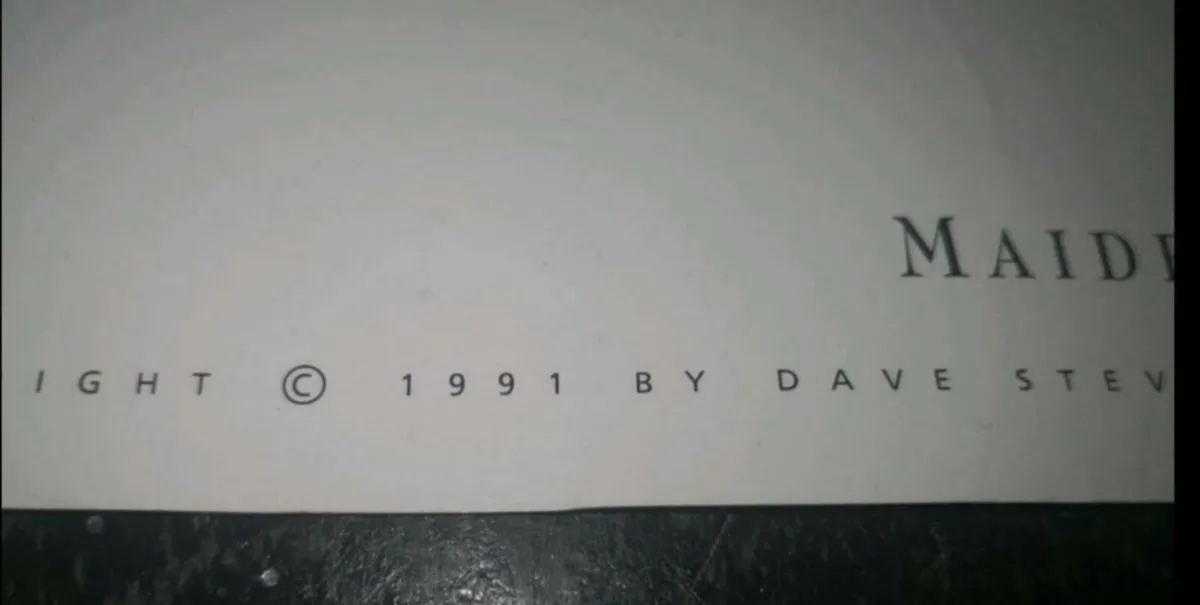 MAID
IGHT © 1991 BY DAVE STEV